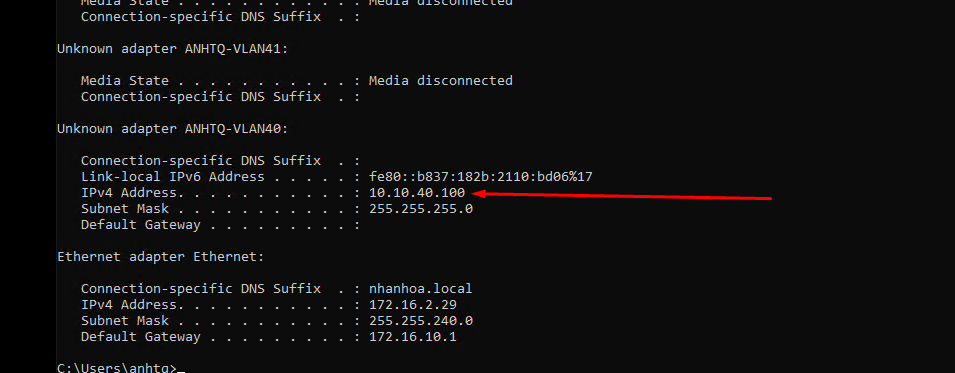 Media State . . . . . . . . . . . : Media disconnected
Connection-specific DNS Suffix  . :
Unknown adapter ANHTQ-VLAN41:
Media State . . . . . . . . . . . : Media disconnected
Connection-specific DNS Suffix  . :
Unknown adapter ANHTQ-VLAN40:
Connection-specific DNS Suffix  . :
Link-local IPv6 Address . . . . . : fe80::b837:182b:2110:bd06%17
IPv4 Address. . . . . . . . . . . : 10.10.40.100
Subnet Mask . . . . . . . . . . . : 255.255.255.0
Default Gateway . . . . . . . . . :
Ethernet adapter Ethernet:
Connection-specific DNS Suffix  . : nhanhoa.local
IPv4 Address. . . . . . . . . . . : 172.16.2.29
Subnet Mask . . . . . . . . . . . : 255.255.240.0
Default Gateway . . . . . . . . . : 172.16.10.1
C:\Users\anhtq>_